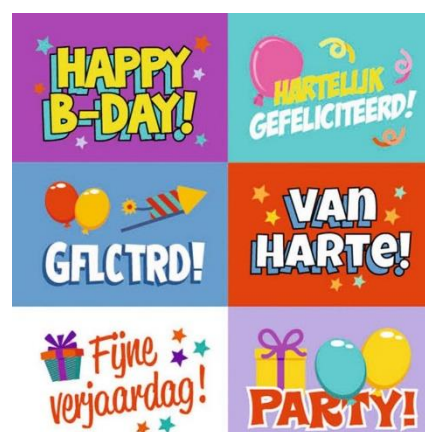 HAPPY
B-DAY!
HARTELIJK
GEFELICITEERD!
GFLCTRD!
VAN
HARTE!
Fijne
verjaardag!
PARTY!